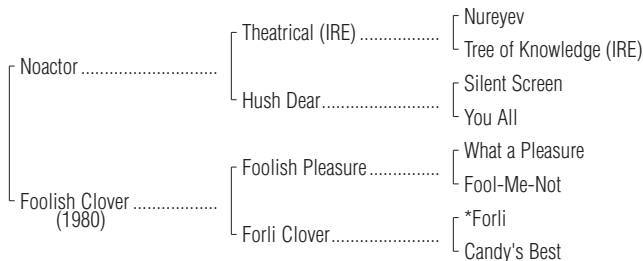 Nureyev
Theatrical (IRE) .................
Tree of Knowledge (IRE)
Noactor .............................
Silent Screen
Hush Dear.........................
You All
What a Pleasure
Foolish Pleasure ...............
Fool-Me-Not
Foolish Clover ..................
(1980)
*Forli
Forli Clover.......................
Candy's Best